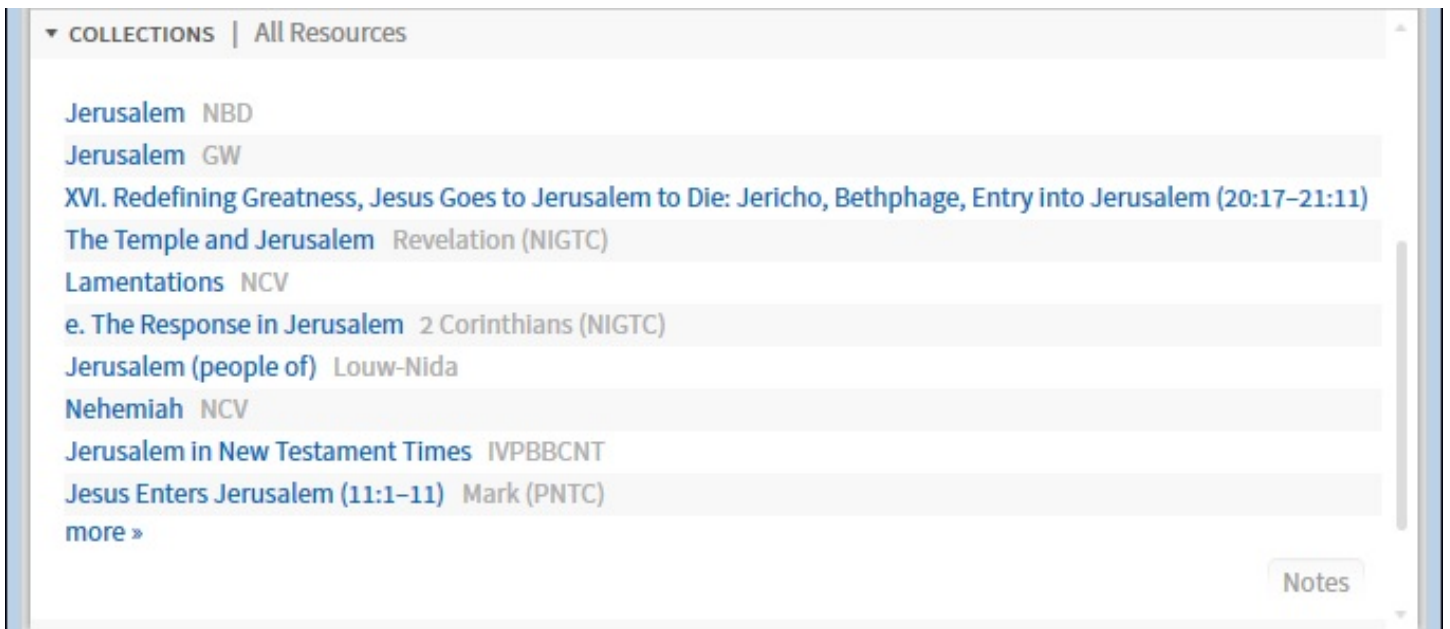 COLLECTIONS | All Resources
Jerusalem NBD
Jerusalem GW
XVI. Redefining Greatness, Jesus Goes to Jerusalem to Die: Jericho, Bethphage, Entry into Jerusalem (20:17–21:11)
The Temple and Jerusalem Revelation (NIGTC)
Lamentations NCV
e. The Response in Jerusalem 2 Corinthians (NIGTC)
Jerusalem (people of) Louw-Nida
Nehemiah NCV
Jerusalem in New Testament Times IVPBBCNT
Jesus Enters Jerusalem (11:1–11) Mark (PNTC)
more »
Notes